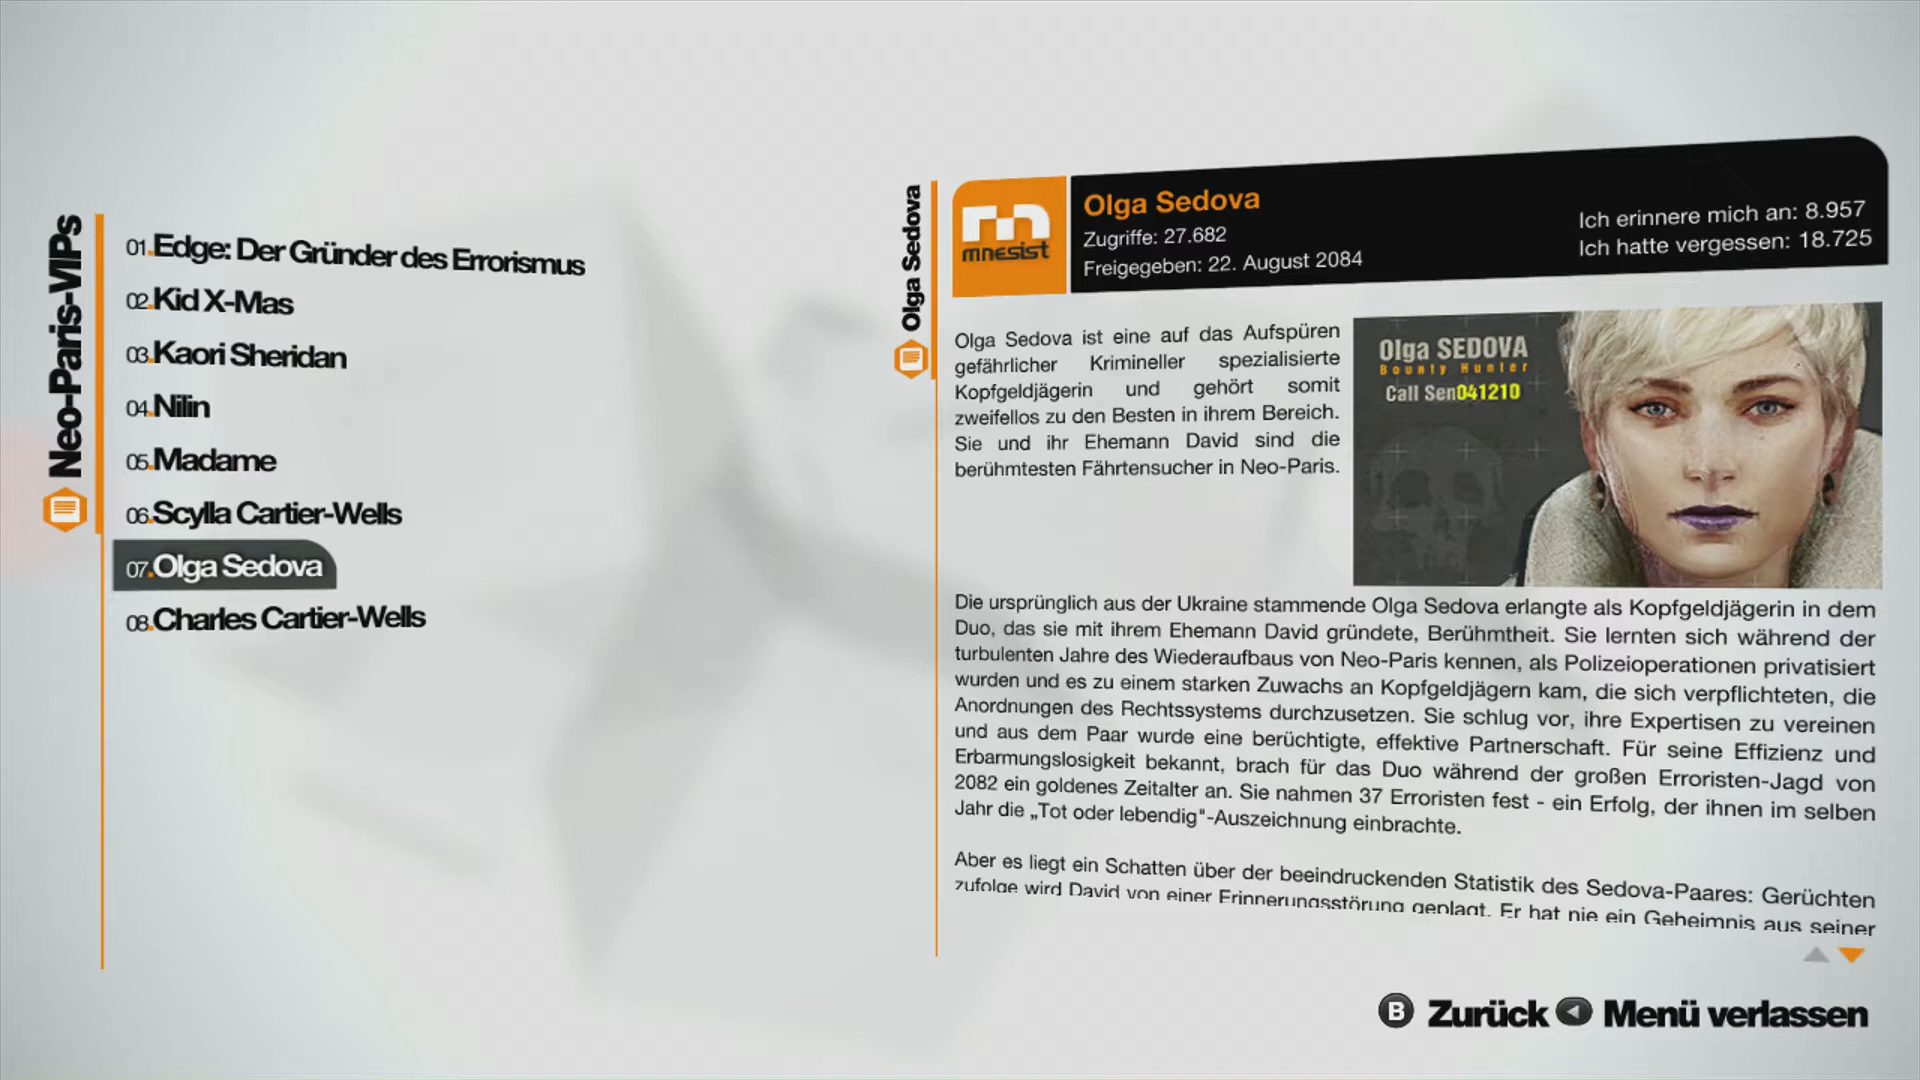 Neo-Paris-VIPs
01.Edge: Der Gründer des Errorismus
02.Kid X-Mas
03.Kaori Sheridan
04.Nilin
05.Madame
06.Scylla Cartier-Wells
07.Olga Sedova
08.Charles Cartier-Wells
Olga Sedova
mnesist
Olga Sedova
Zugriffe: 27.682
Freigegeben: 22. August 2084
Ich erinnere mich an: 8.957
Ich hatte vergessen: 18.725
Olga Sedova ist eine auf das Aufspüren
gefährlicher Krimineller spezialisierte
Kopfgeldjägerin und gehört somit
zweifellos zu den Besten in ihrem Bereich.
Sie und ihr Ehemann David sind die
berühmtesten Fährtensucher in Neo-Paris.
Olga SEDOVA
Bounty Hunter
Call Sen041210
Die ursprünglich aus der Ukraine stammende Olga Sedova erlangte als Kopfgeldjägerin in dem
Duo, das sie mit ihrem Ehemann David gründete, Berühmtheit. Sie lernten sich während der
turbulenten Jahre des Wiederaufbaus von Neo-Paris kennen, als Polizeioperationen privatisiert
wurden und es zu einem starken Zuwachs an Kopfgeldjägern kam, die sich verpflichteten, die
Anordnungen des Rechtssystems durchzusetzen. Sie schlug vor, ihre Expertisen zu vereinen
und aus dem Paar wurde eine berüchtigte, effektive Partnerschaft. Für seine Effizienz und
Erbarmungslosigkeit bekannt, brach für das Duo während der großen Erroristen-Jagd von
2082 ein goldenes Zeitalter an. Sie nahmen 37 Erroristen fest - ein Erfolg, der ihnen im selben
Jahr die „Tot oder lebendig"-Auszeichnung einbrachte.
Aber es liegt ein Schatten über der beeindruckenden Statistik des Sedova-Paares: Gerüchten
zufolge wird David von einer Erinnerungsstörung geplagt. Er hat nie ein Geheimnis aus seiner
B Zurück Menü verlassen